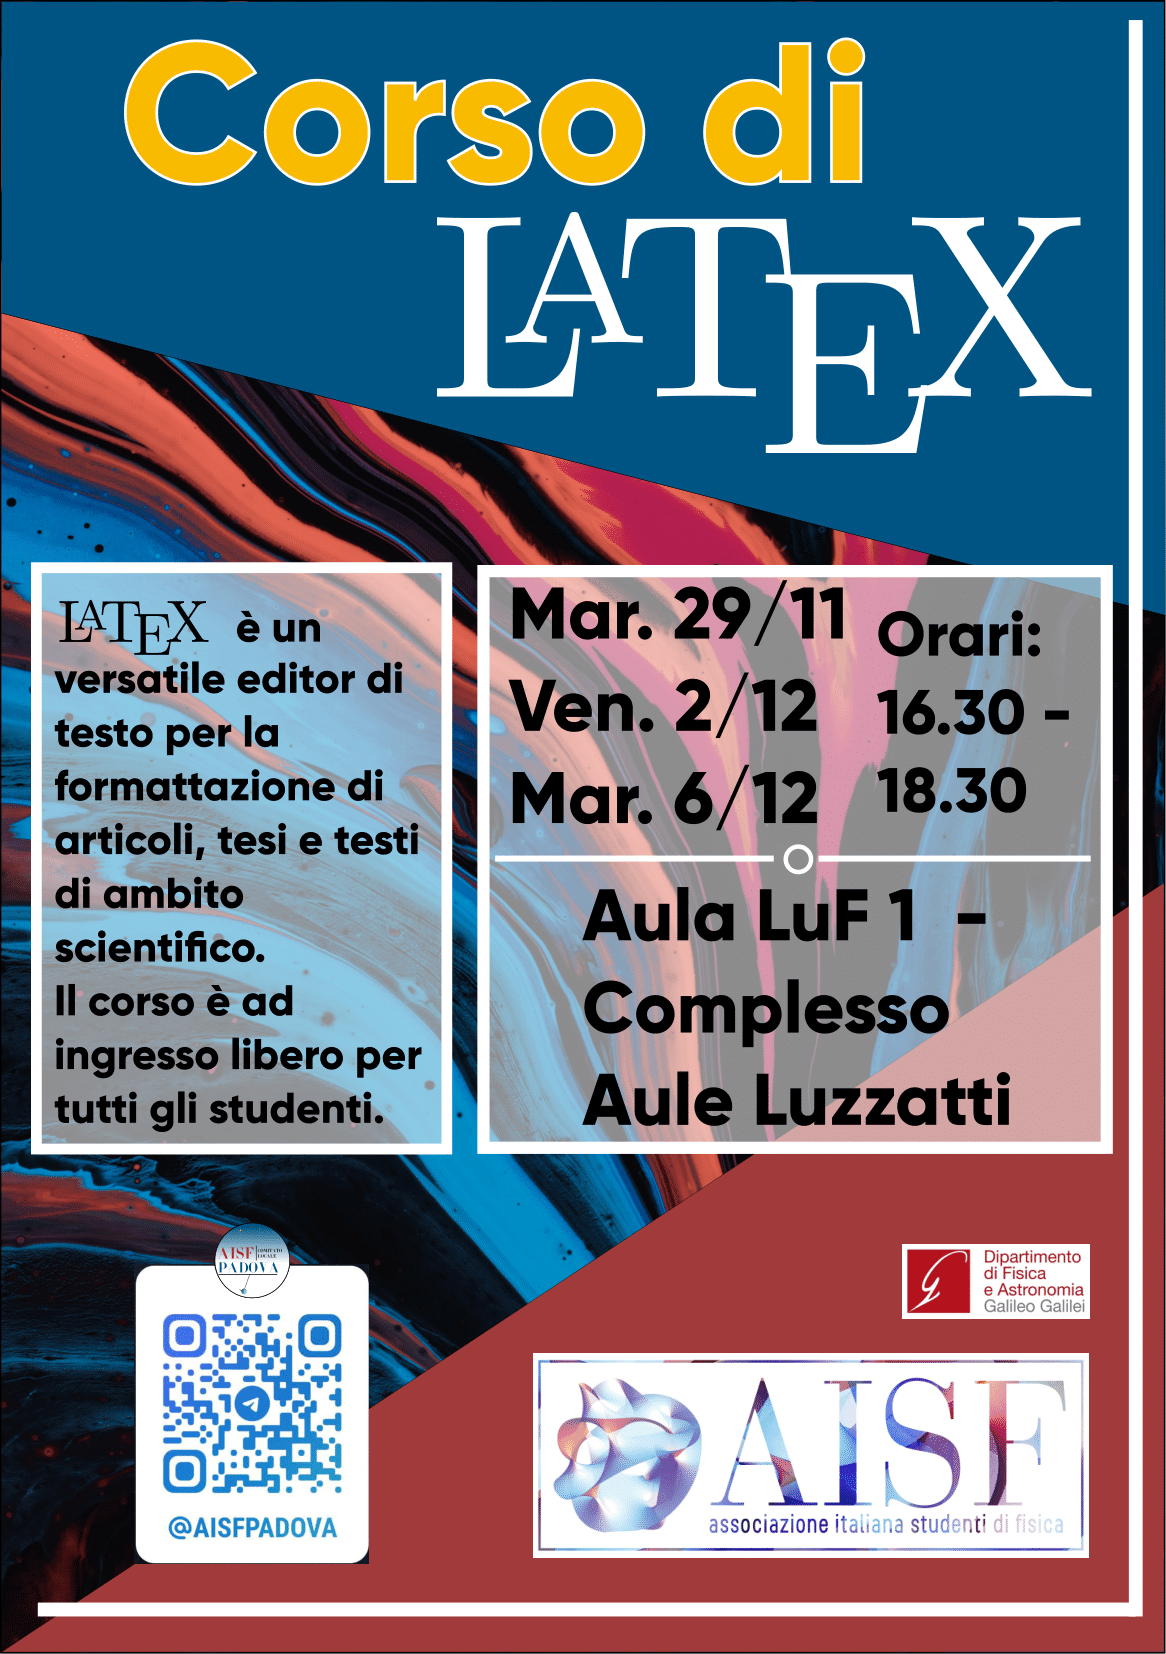 Corso di
LATEX
LATEX è un
versatile editor di
testo per la
formattazione di
articoli, tesi e testi
di ambito
scientifico.
Il corso è ad
ingresso libero per
tutti gli studenti.
Mar. 29/11
Ven. 2/12
Mar. 6/12
Orari:
16.30 -
18.30
Aula LuF 1 -
Complesso
Aule Luzzatti
AISF COMITATO LOCALE
PADOVA
@AISFPADOVA
Dipartimento
di Fisica
e Astronomia
Galileo Galilei
AISF
associazione italiana studenti di fisica